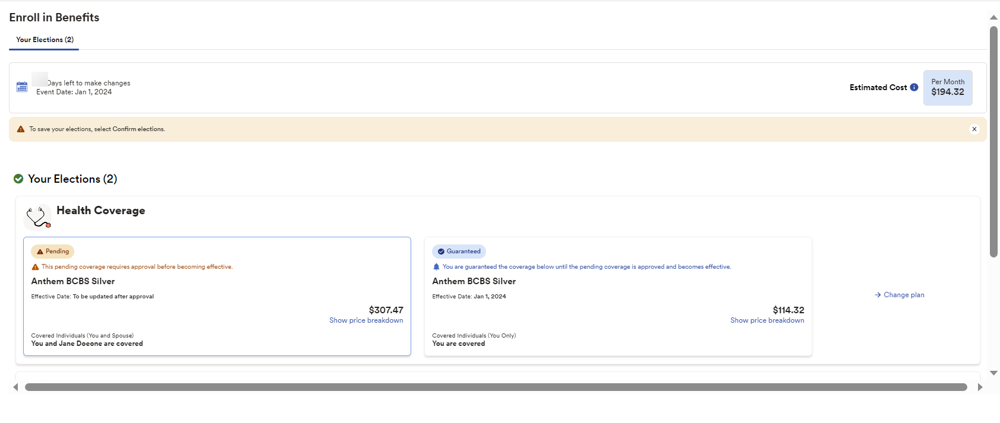 Enroll in Benefits
Your Elections (2)
Days left to make changes
Event Date: Jan 1, 2024
Estimated Cost
Per Month
$194.32
To save your elections, select Confirm elections.
Your Elections (2)
Health Coverage
Pending
This pending coverage requires approval before becoming effective.
Anthem BCBS Silver
Effective Date: To be updated after approval
$307.47
Show price breakdown
Covered Individuals (You and Spouse)
You and Jane Doeone are covered
Guaranteed
You are guaranteed the coverage below until the pending coverage is approved and becomes effective.
Anthem BCBS Silver
Effective Date: Jan 1, 2024
$114.32
Show price breakdown
Covered Individuals (You Only)
You are covered
Change plan